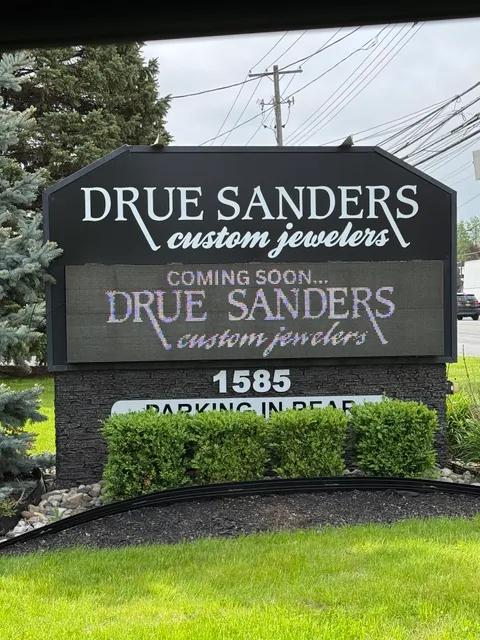 DRUE SANDERS
custom jewelers
COMING SOON...
DRUE SANDERS
custom jewelers
1585
PARKING IN REAR